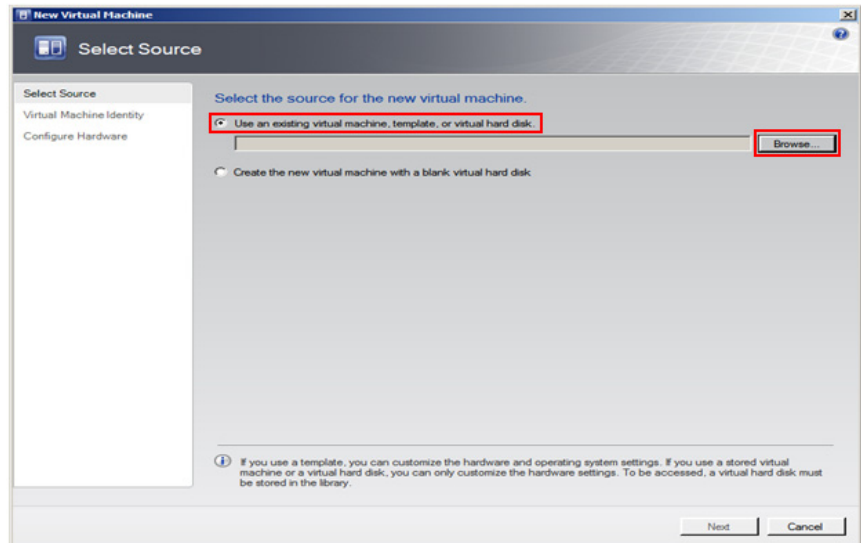 New Virtual Machine
Select Source
Select Source
Virtual Machine Identity
Configure Hardware
Select the source for the new virtual machine.
Use an existing virtual machine, template, or virtual hard disk.
Browse...
Create the new virtual machine with a blank virtual hard disk
If you use a template, you can customize the hardware and operating system settings. If you use a stored virtual
machine or a virtual hard disk, you can only customize the hardware settings. To be accessed, a virtual hard disk must
be stored in the library.
Next
Cancel